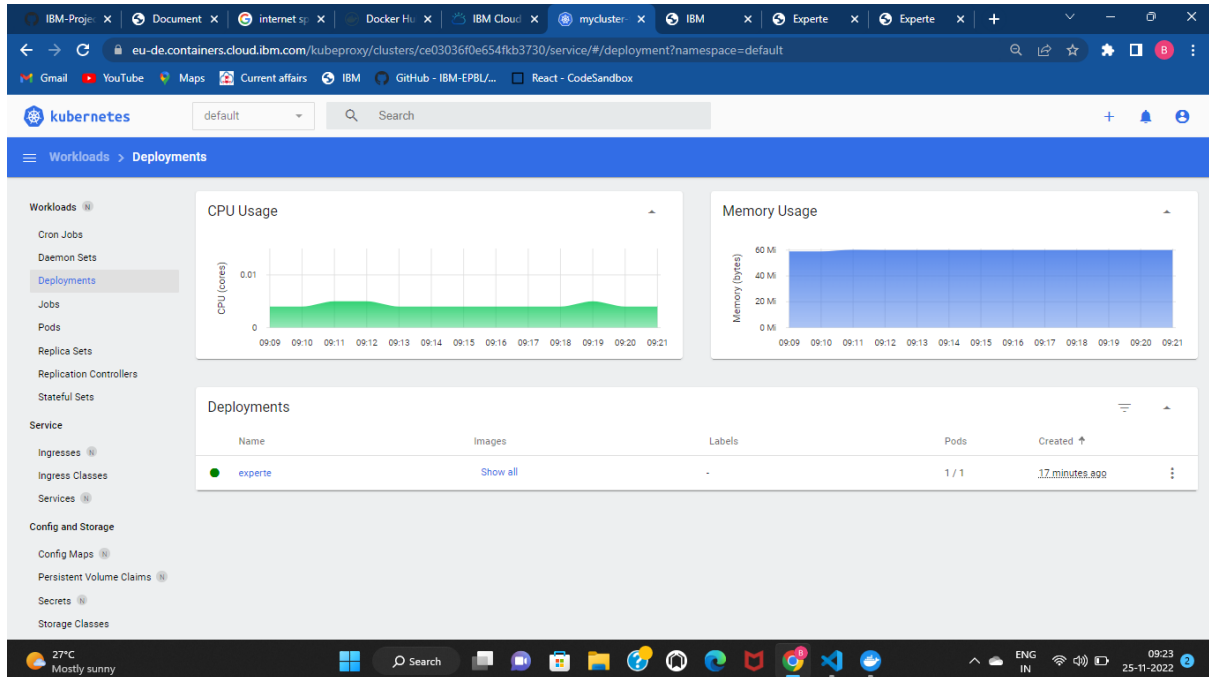 IBM-Projec
Document
internet sp
Docker Hu
IBM Cloud
mycluster-
IBM
Experte
Experte
eu-de.containers.cloud.ibm.com/kubeproxy/clusters/ce03036f0e654fkb3730/service/#/deployment?namespace=default
B
Gmail
YouTube
Maps
Current affairs
IBM
GitHub - IBM-EPBL/...
React - CodeSandbox
kubernetes
default
Search
Workloads > Deployments
Workloads N
Cron Jobs
Daemon Sets
Deployments
Jobs
Pods
Replica Sets
Replication Controllers
Stateful Sets
Service
Ingresses N
Ingress Classes
Services N
Config and Storage
Config Maps N
Persistent Volume Claims N
Secrets N
Storage Classes
CPU Usage
CPU (cores)
0.01
0
09:09 09:10 09:11 09:12 09:13 09:14 09:15 09:16 09:17 09:18 09:19 09:20 09:21
Memory Usage
Memory (bytes)
60 Mi
40 Mi
20 Mi
0 Mi
09:09 09:10 09:11 09:12 09:13 09:14 09:15 09:16 09:17 09:18 09:19 09:20 09:21
Deployments
Name Images Labels Pods Created
experte Show all - 1 / 1 17 minutes ago
27°C
Mostly sunny
Search
ENG
IN
09:23
25-11-2022
2